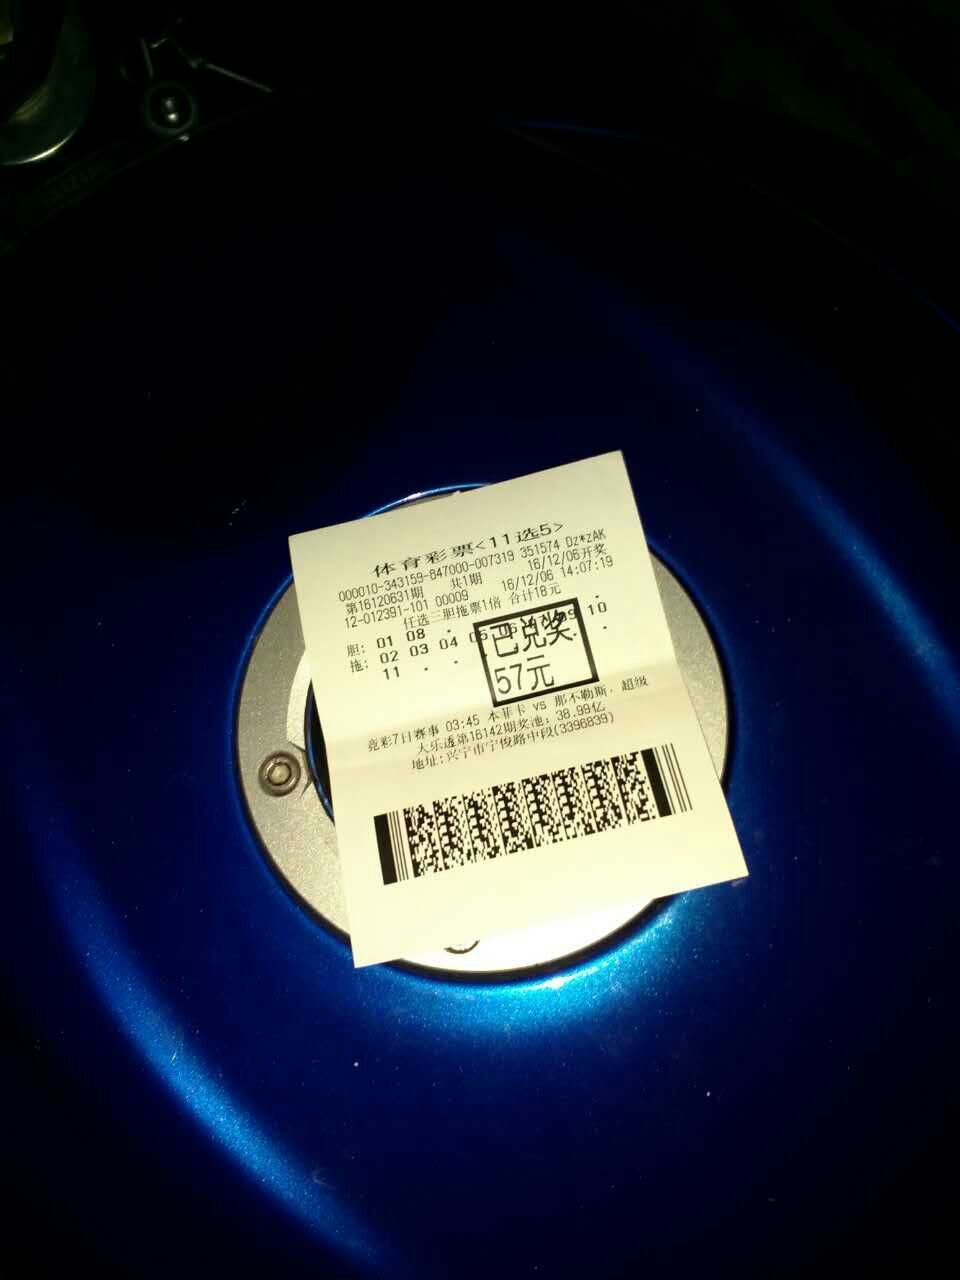 体育彩票<11选5>
000010-343159-847000-007319 351574 Dz*zAK
第16120631期 共1期 16/12/06开奖
12-012391-101 00009 16/12/06 14:07:19
任选三胆拖票1倍 合计18元
胆: 01 08
拖: 02 03 04 05 06 07 09 10
11
已兑奖
57元
竞彩7日赛事 03:45 本菲卡 vs 那不勒斯. 超级
大乐透第16142期奖池: 38.99亿
地址:兴宁市宁俊路中段(3396839)